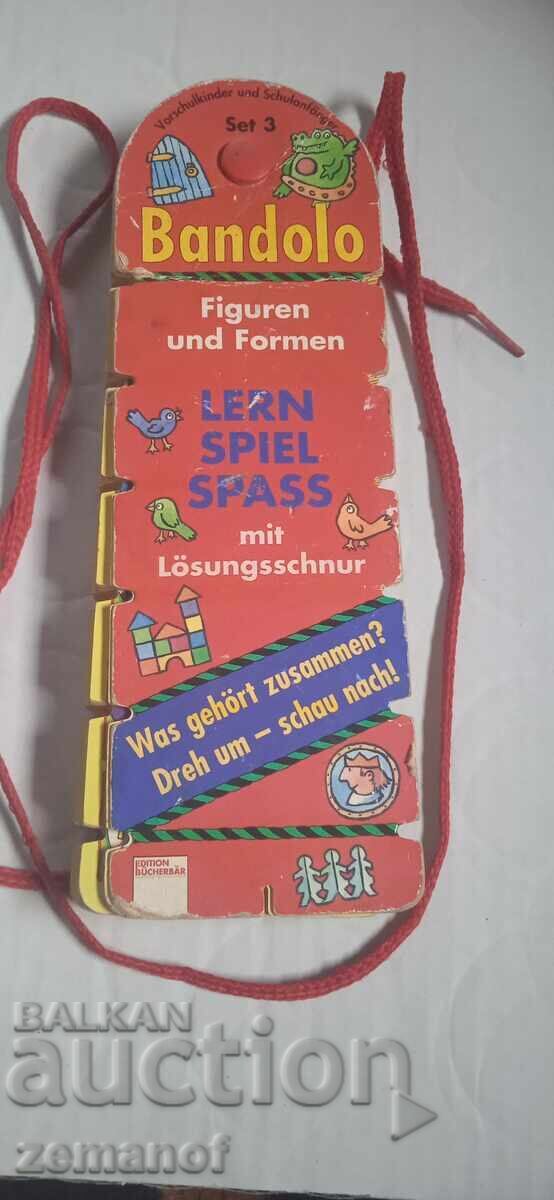 Vorschulkinder und Schulanfänger
Set 3
Bandolo
Figuren
und Formen
LERN
SPIEL
SPASS
mit
Lösungsschnur
Was gehört zusammen?
Dreh um – schau nach!
EDITION
BÜCHERBÄR
BALKAN
auction
zemanof